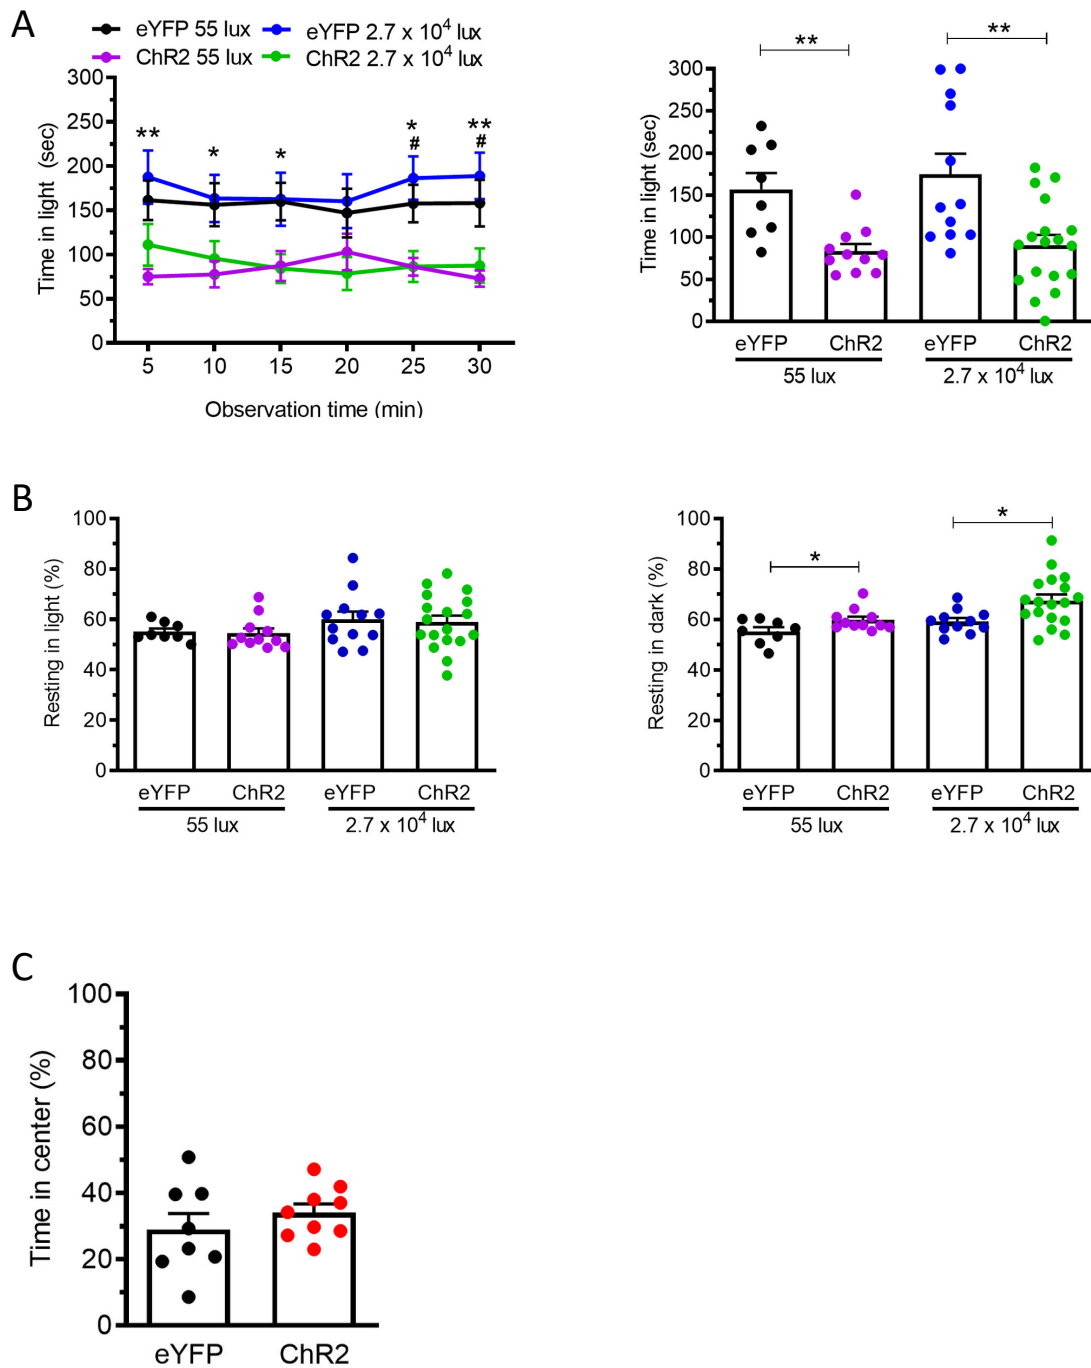 A
eYFP 55 lux eYFP 2.7 x 10⁴ lux
ChR2 55 lux ChR2 2.7 x 10⁴ lux
300
250
200
150
100
50
0
Time in light (sec)
** * * * # ** #
5 10 15 20 25 30
Observation time (min)
** **
300
250
200
150
100
50
0
Time in light (sec)
eYFP ChR2 eYFP ChR2
55 lux 2.7 x 10⁴ lux
B
100
80
60
40
20
0
Resting in light (%)
eYFP ChR2 eYFP ChR2
55 lux 2.7 x 10⁴ lux
* *
100
80
60
40
20
0
Resting in dark (%)
eYFP ChR2 eYFP ChR2
55 lux 2.7 x 10⁴ lux
C
100
80
60
40
20
0
Time in center (%)
eYFP ChR2